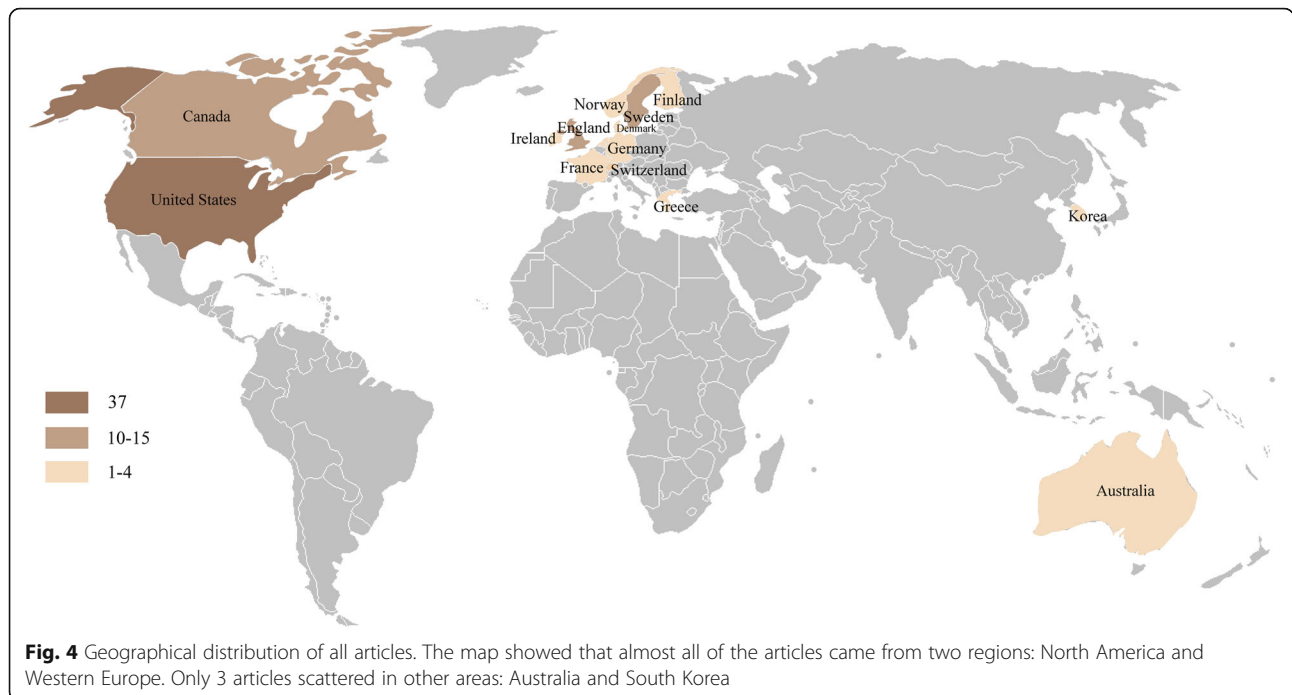 Canada
United States
Norway
Finland
Sweden
England
Denmark
Ireland
Germany
France
Switzerland
Greece
Korea
Australia
37
10-15
1-4
Fig. 4 Geographical distribution of all articles. The map showed that almost all of the articles came from two regions: North America and
Western Europe. Only 3 articles scattered in other areas: Australia and South Korea